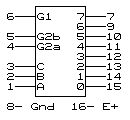 6 G1 7 7
6 9
5 G2b 5 10
4 G2a 4 11
3 12
3 C 2 13
2 B 1 14
1 A 0 15
8- Gnd 16- E+